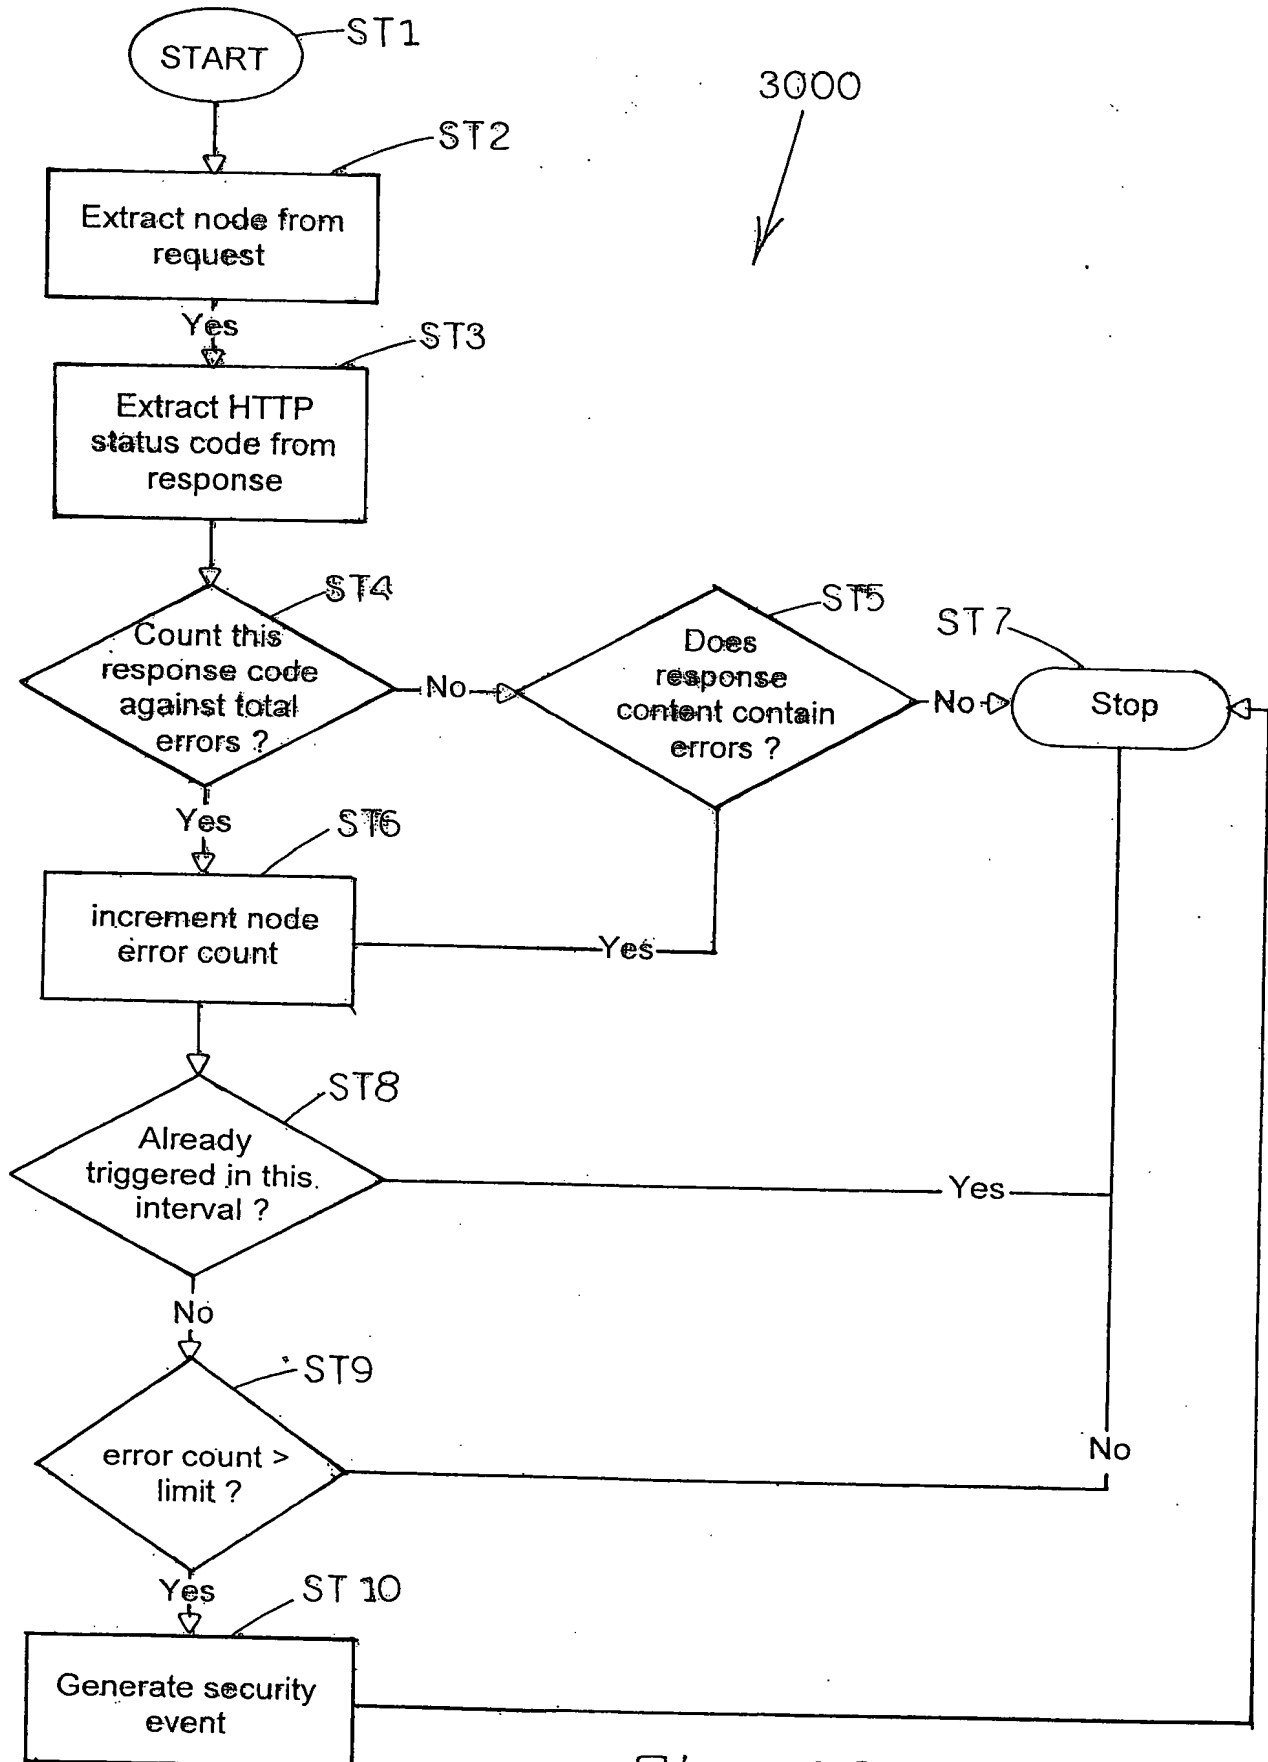 START
ST1
3000
ST2
Extract node from
request
Yes
ST3
Extract HTTP
status code from
response
ST4
Count this
response code
against total
errors ?
No
ST5
Does
response
content contain
errors ?
No
ST7
Stop
Yes
ST6
increment node
error count
Yes
ST8
Already
triggered in this
interval ?
Yes
No
ST9
error count >
limit ?
No
Yes
ST 10
Generate security
event